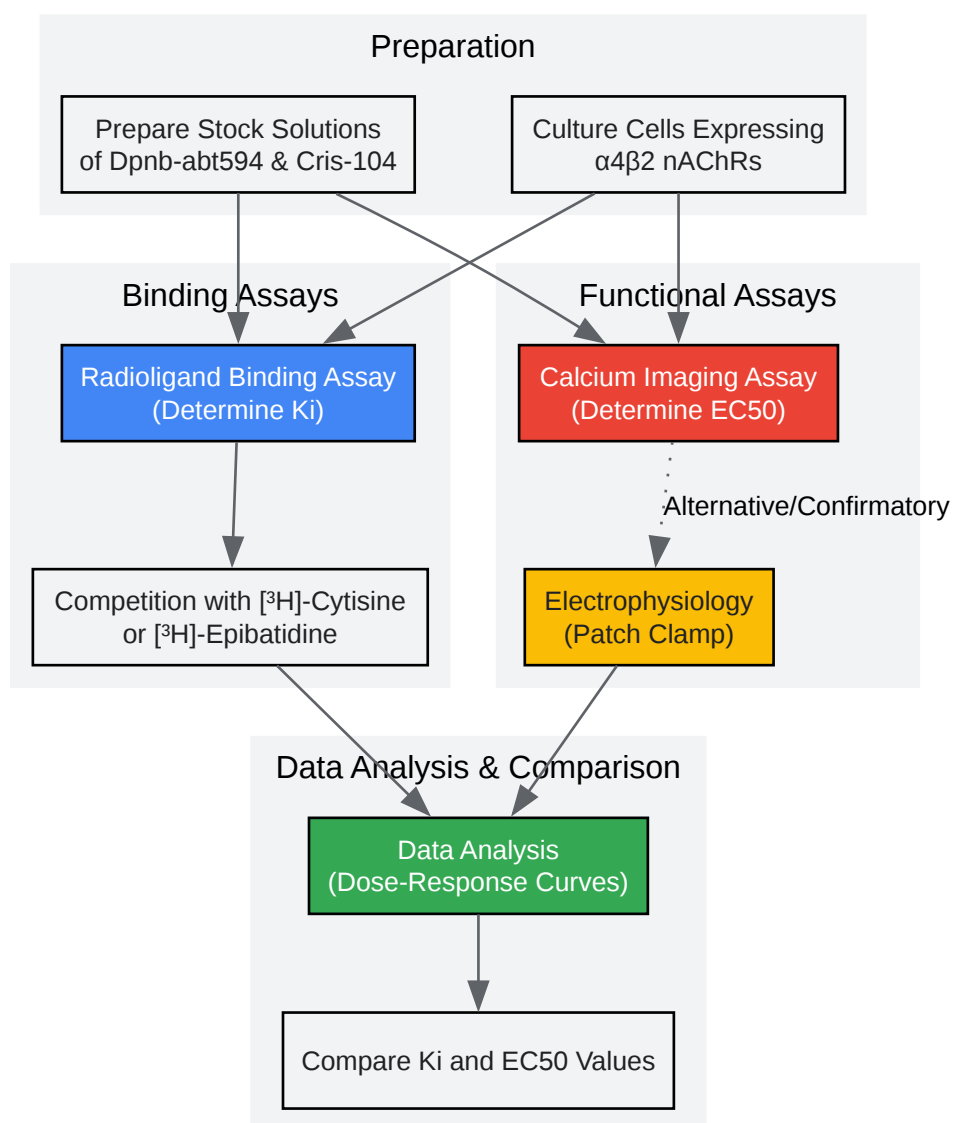 Preparation
Prepare Stock Solutions
of Dpnb-abt594 & Cris-104
Culture Cells Expressing
α4β2 nAChRs
Binding Assays
Functional Assays
Radioligand Binding Assay
(Determine Ki)
Calcium Imaging Assay
(Determine EC50)
Alternative/Confirmatory
Competition with [³H]-Cytisine
or [³H]-Epibatidine
Electrophysiology
(Patch Clamp)
Data Analysis & Comparison
Data Analysis
(Dose-Response Curves)
Compare Ki and EC50 Values